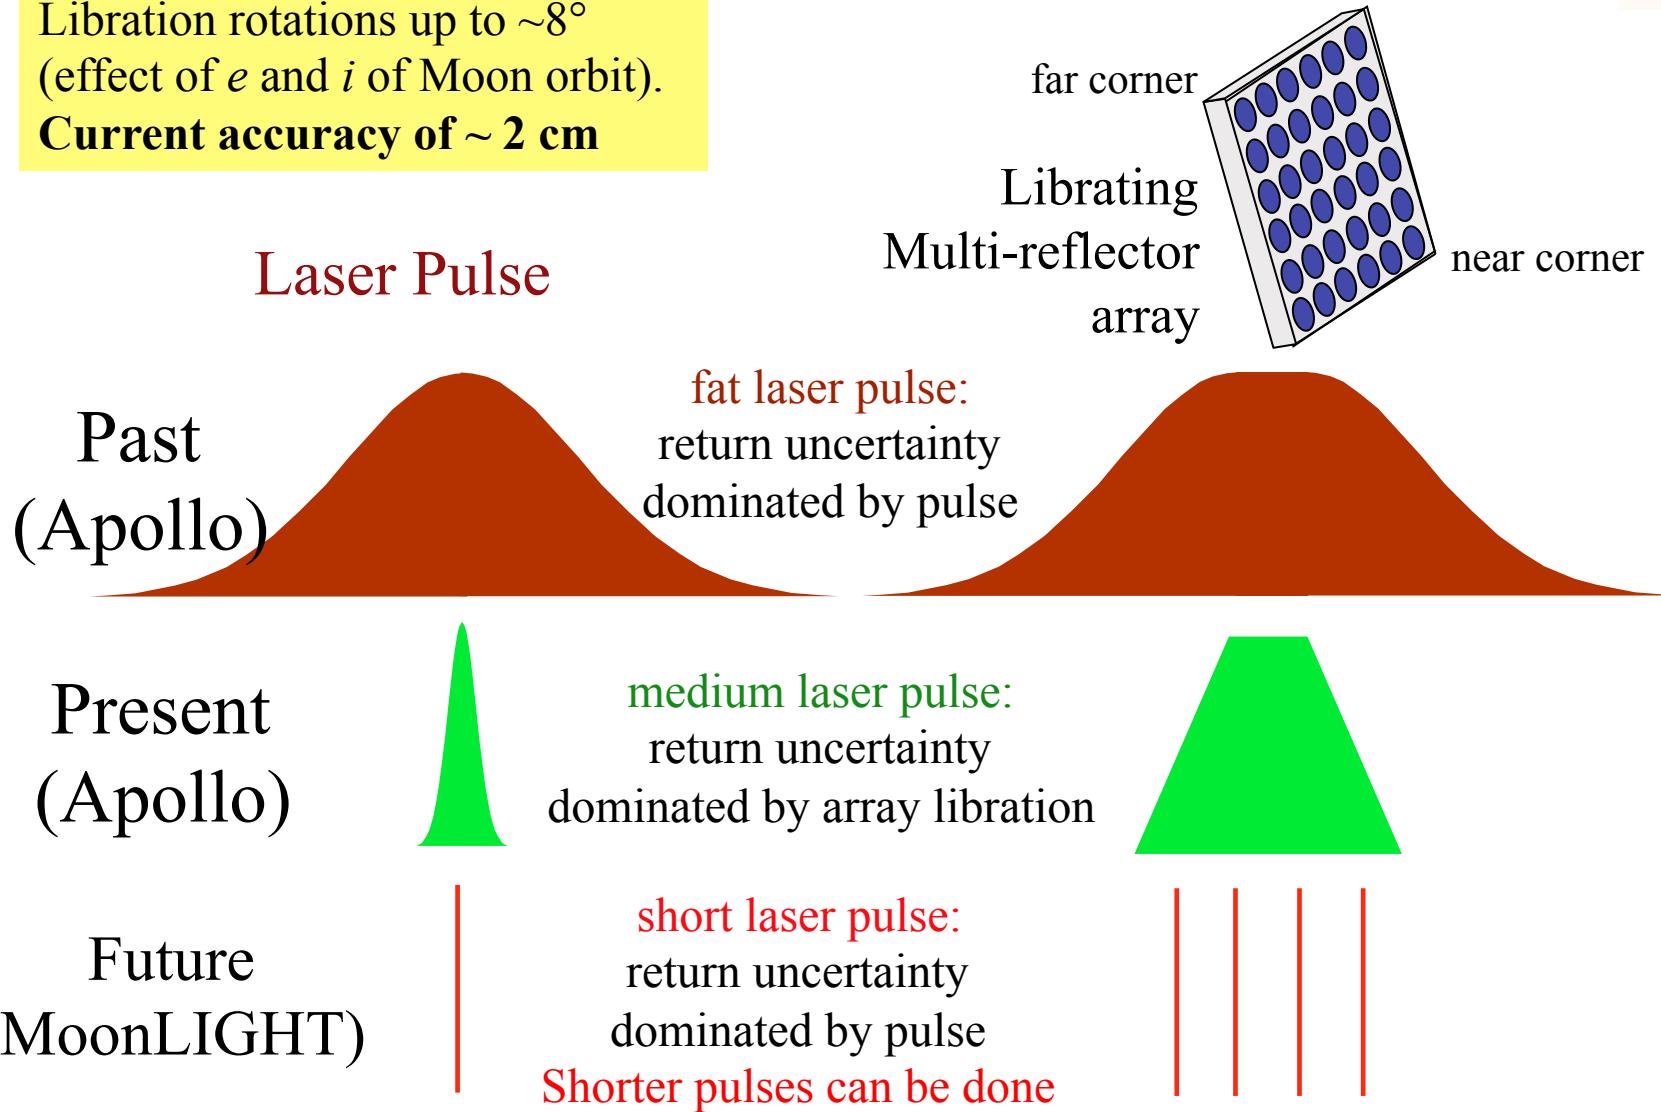 Libration rotations up to ~8°
(effect of e and i of Moon orbit).
Current accuracy of ~ 2 cm
far corner
Librating
Multi-reflector
array
near corner
Laser Pulse
Past
(Apollo)
fat laser pulse:
return uncertainty
dominated by pulse
Present
(Apollo)
medium laser pulse:
return uncertainty
dominated by array libration
Future
MoonLIGHT)
short laser pulse:
return uncertainty
dominated by pulse
Shorter pulses can be done